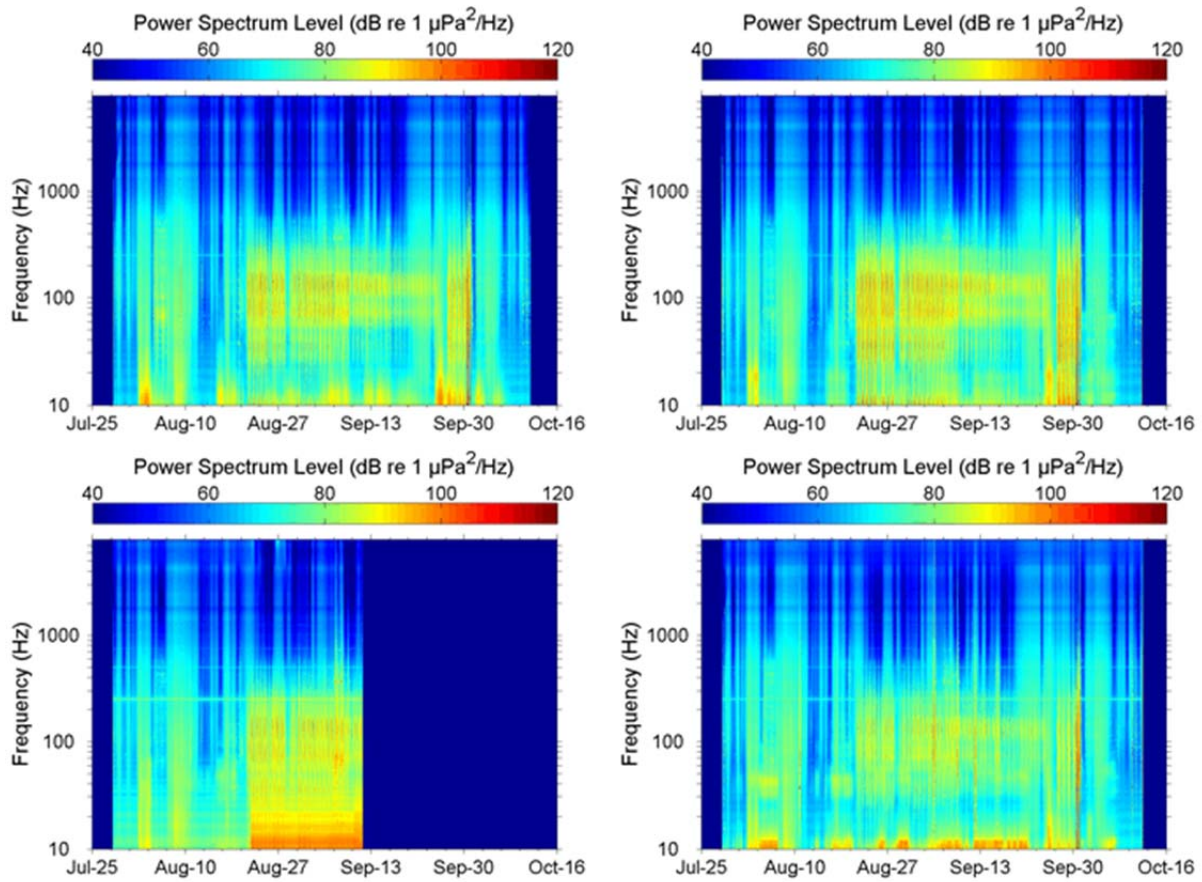 Power Spectrum Level (dB re 1 µPa²/Hz)
40 60 80 100 120
Frequency (Hz)
1000
100
10
Jul-25 Aug-10 Aug-27 Sep-13 Sep-30 Oct-16
Power Spectrum Level (dB re 1 µPa²/Hz)
40 60 80 100 120
Frequency (Hz)
1000
100
10
Jul-25 Aug-10 Aug-27 Sep-13 Sep-30 Oct-16
Power Spectrum Level (dB re 1 µPa²/Hz)
40 60 80 100 120
Frequency (Hz)
1000
100
10
Jul-25 Aug-10 Aug-27 Sep-13 Sep-30 Oct-16
Power Spectrum Level (dB re 1 µPa²/Hz)
40 60 80 100 120
Frequency (Hz)
1000
100
10
Jul-25 Aug-10 Aug-27 Sep-13 Sep-30 Oct-16